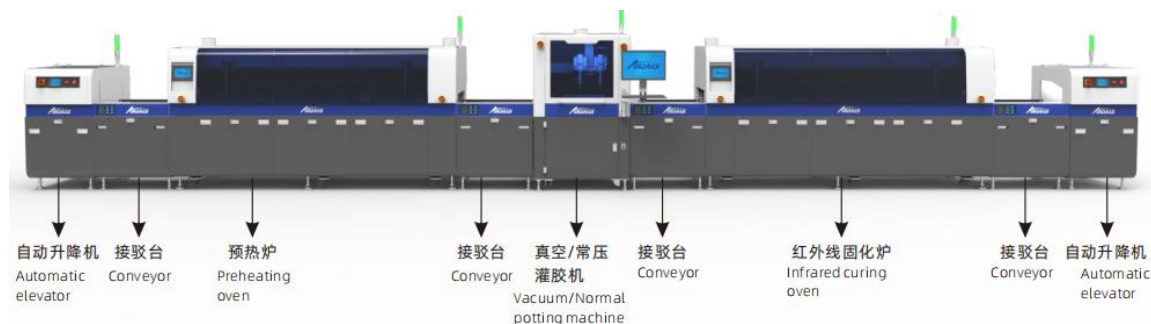 自动升降机
Automatic
elevator
接驳台
Conveyor
预热炉
Preheating
oven
接驳台
Conveyor
真空/常压
灌胶机
Vacuum/Normal
potting machine
接驳台
Conveyor
红外线固化炉
Infrared curing
oven
接驳台
Conveyor
自动升降机
Automatic
elevator